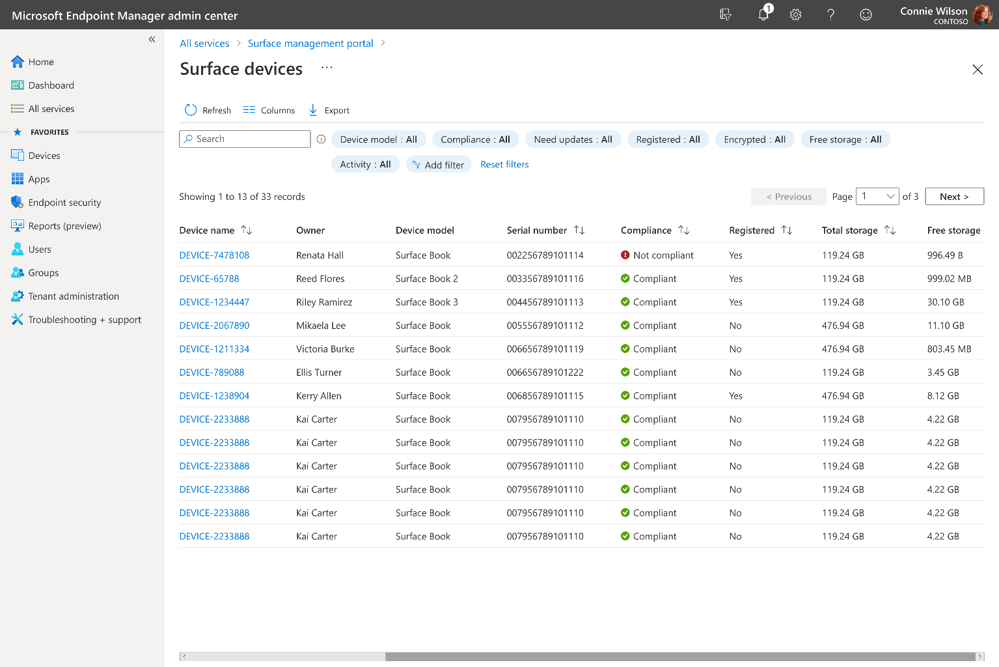 Microsoft Endpoint Manager admin center
1
Connie Wilson
CONTOSO
Home
Dashboard
All services
FAVORITES
Devices
Apps
Endpoint security
Reports (preview)
Users
Groups
Tenant administration
Troubleshooting + support
All services > Surface management portal >
Surface devices ...
Refresh Columns Export
Search
Device model : All Compliance : All Need updates : All Registered : All Encrypted : All Free storage : All
Activity : All Add filter Reset filters
Showing 1 to 13 of 33 records
< Previous Page 1 of 3 Next >
Device name Owner Device model Serial number Compliance Registered Total storage Free storage
DEVICE-7478108 Renata Hall Surface Book 002256789101114 Not compliant Yes 119.24 GB 996.49 B
DEVICE-65788 Reed Flores Surface Book 2 003356789101116 Compliant Yes 119.24 GB 999.02 MB
DEVICE-1234447 Riley Ramirez Surface Book 3 004456789101113 Compliant Yes 119.24 GB 30.10 GB
DEVICE-2067890 Mikaela Lee Surface Book 005556789101112 Compliant No 476.94 GB 11.10 GB
DEVICE-1211334 Victoria Burke Surface Book 006656789101119 Compliant No 476.94 GB 803.45 MB
DEVICE-789088 Ellis Turner Surface Book 006656789101222 Compliant No 119.24 GB 3.45 GB
DEVICE-1238904 Kerry Allen Surface Book 006856789101115 Compliant Yes 476.94 GB 8.12 GB
DEVICE-2233888 Kai Carter Surface Book 007956789101110 Compliant No 119.24 GB 4.22 GB
DEVICE-2233888 Kai Carter Surface Book 007956789101110 Compliant No 119.24 GB 4.22 GB
DEVICE-2233888 Kai Carter Surface Book 007956789101110 Compliant No 119.24 GB 4.22 GB
DEVICE-2233888 Kai Carter Surface Book 007956789101110 Compliant No 119.24 GB 4.22 GB
DEVICE-2233888 Kai Carter Surface Book 007956789101110 Compliant No 119.24 GB 4.22 GB
DEVICE-2233888 Kai Carter Surface Book 007956789101110 Compliant No 119.24 GB 4.22 GB